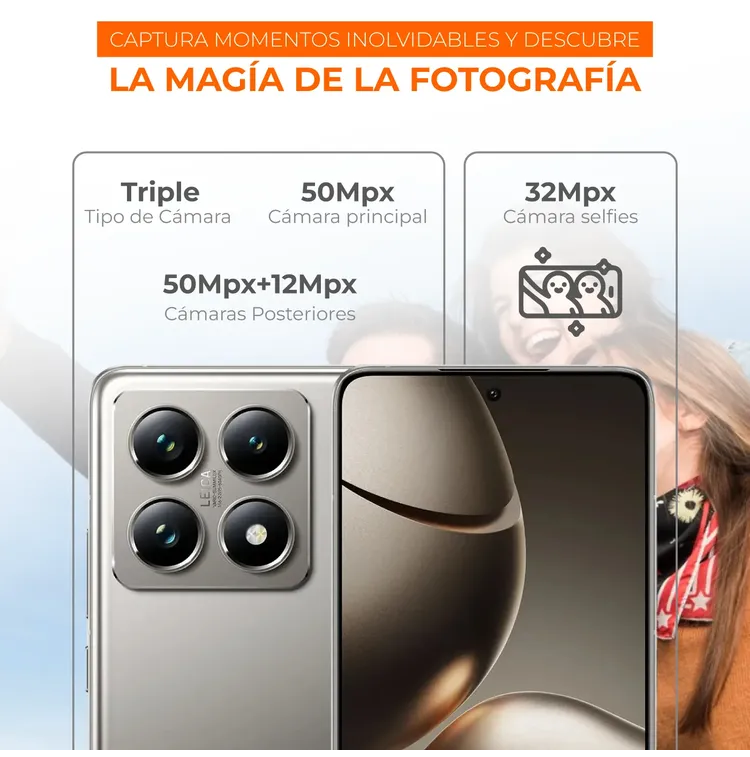 CAPTURA MOMENTOS INOLVIDABLES Y DESCUBRE
LA MAGÍA DE LA FOTOGRAFÍA
Triple
Tipo de Cámara
50Mpx
Cámara principal
50Mpx+12Mpx
Cámaras Posteriores
32Mpx
Cámara selfies
LEICA